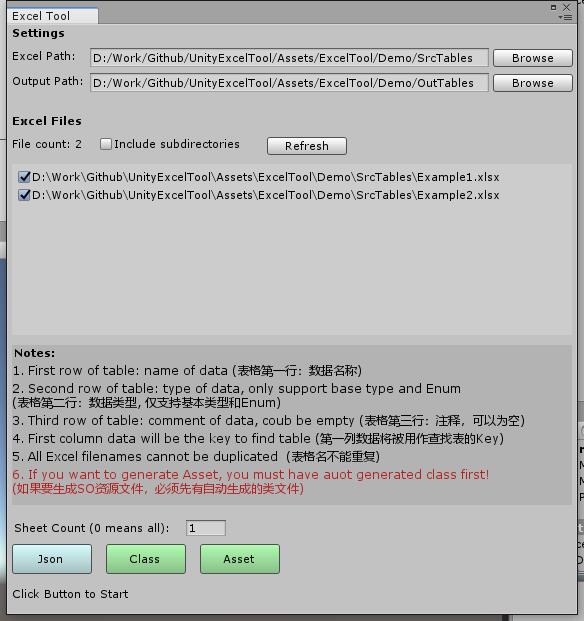 Excel Tool
Settings
Excel Path: D:/Work/Github/UnityExcelTool/Assets/ExcelTool/Demo/SrcTables Browse
Output Path: D:/Work/Github/UnityExcelTool/Assets/ExcelTool/Demo/OutTables Browse
Excel Files
File count: 2 Include subdirectories Refresh
D:\Work\Github\UnityExcelTool\Assets\ExcelTool\Demo\SrcTables\Example1.xlsx
D:\Work\Github\UnityExcelTool\Assets\ExcelTool\Demo\SrcTables\Example2.xlsx
Notes:
1. First row of table: name of data (表格第一行：数据名称)
2. Second row of table: type of data, only support base type and Enum
(表格第二行：数据类型, 仅支持基本类型和Enum)
3. Third row of table: comment of data, coub be empty (表格第三行：注释，可以为空)
4. First column data will be the key to find table (第一列数据将被用作查找表的Key)
5. All Excel filenames cannot be duplicated（表格名不能重复)
6. If you want to generate Asset, you must have auot generated class first!
(如果要生成SO资源文件，必须先有自动生成的类文件)
Sheet Count (0 means all): 1
Json Class Asset
Click Button to Start